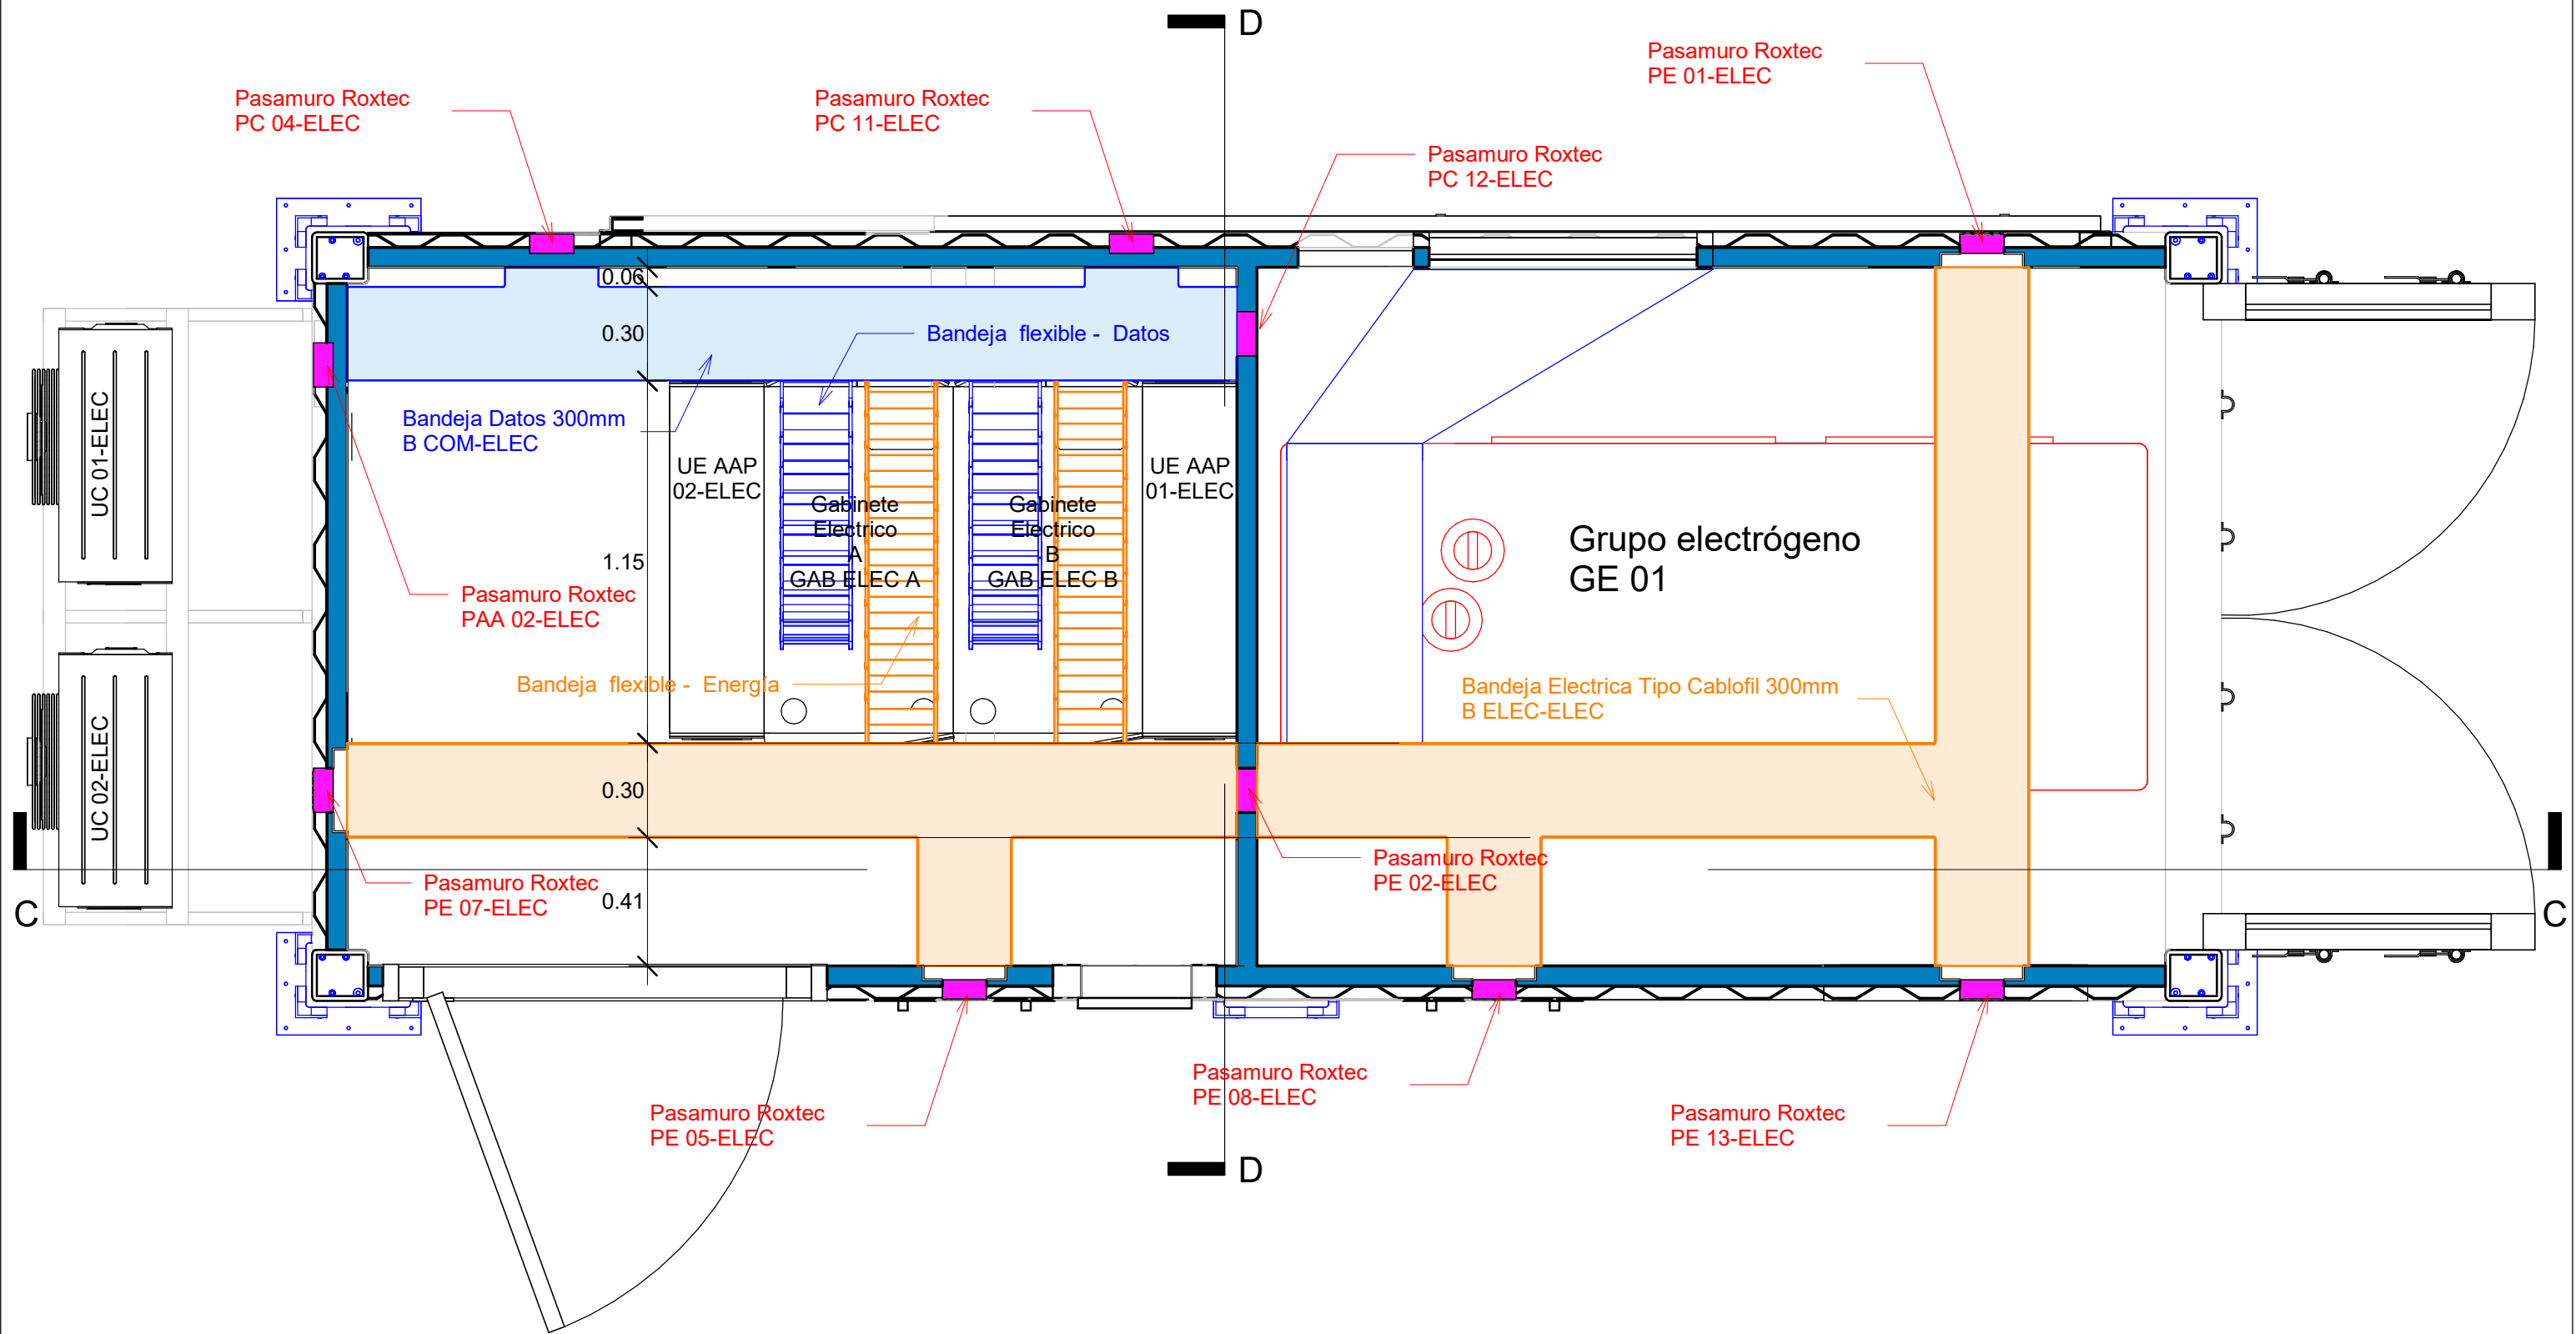 D
Pasamuro Roxtec
PE 01-ELEC
Pasamuro Roxtec
PC 04-ELEC
Pasamuro Roxtec
PC 11-ELEC
Pasamuro Roxtec
PC 12-ELEC
0.06
0.30
Bandeja  flexible -  Datos
Bandeja Datos 300mm
B COM-ELEC
UC 01-ELEC
UE AAP
02-ELEC
UE AAP
01-ELEC
Gabinete
Electrico
A
GAB ELEC A
Gabinete
Electrico
B
GAB ELEC B
Grupo electrógeno
GE 01
1.15
Pasamuro Roxtec
PAA 02-ELEC
Bandeja  flexible -  Energía
Bandeja Electrica Tipo Cablofil 300mm
B ELEC-ELEC
UC 02-ELEC
0.30
Pasamuro Roxtec
PE 02-ELEC
Pasamuro Roxtec
PE 07-ELEC
0.41
C
C
Pasamuro Roxtec
PE 08-ELEC
Pasamuro Roxtec
PE 05-ELEC
Pasamuro Roxtec
PE 13-ELEC
D